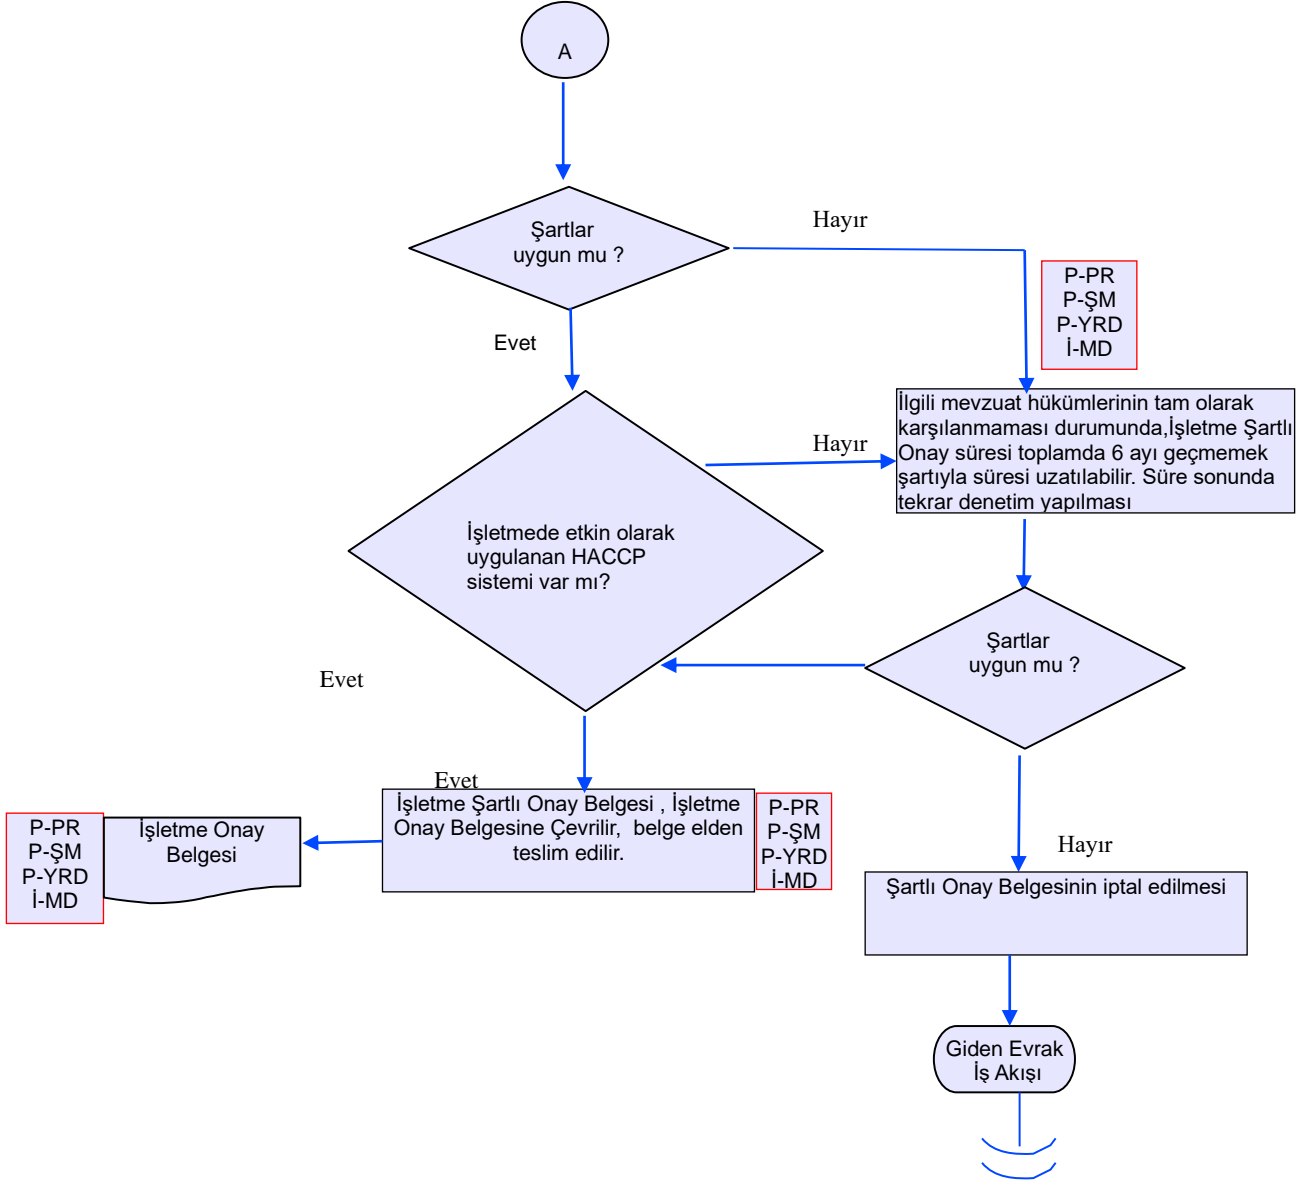 A
Şartlar
uygun mu ?
Hayır
P-PR
P-ŞM
P-YRD
İ-MD
Evet
İlgili mevzuat hükümlerinin tam olarak
karşılanmaması durumunda,İşletme Şartlı
Onay süresi toplamda 6 ayı geçmemek
şartıyla süresi uzatılabilir. Süre sonunda
tekrar denetim yapılması
Hayır
İşletmede etkin olarak
uygulanan HACCP
sistemi var mı?
Şartlar
uygun mu ?
Evet
Evet
İşletme Şartlı Onay Belgesi , İşletme
Onay Belgesine Çevrilir, belge elden
teslim edilir.
P-PR
P-ŞM
P-YRD
İ-MD
P-PR
P-ŞM
P-YRD
İ-MD
İşletme Onay
Belgesi
Hayır
Şartlı Onay Belgesinin iptal edilmesi
Giden Evrak
İş Akışı